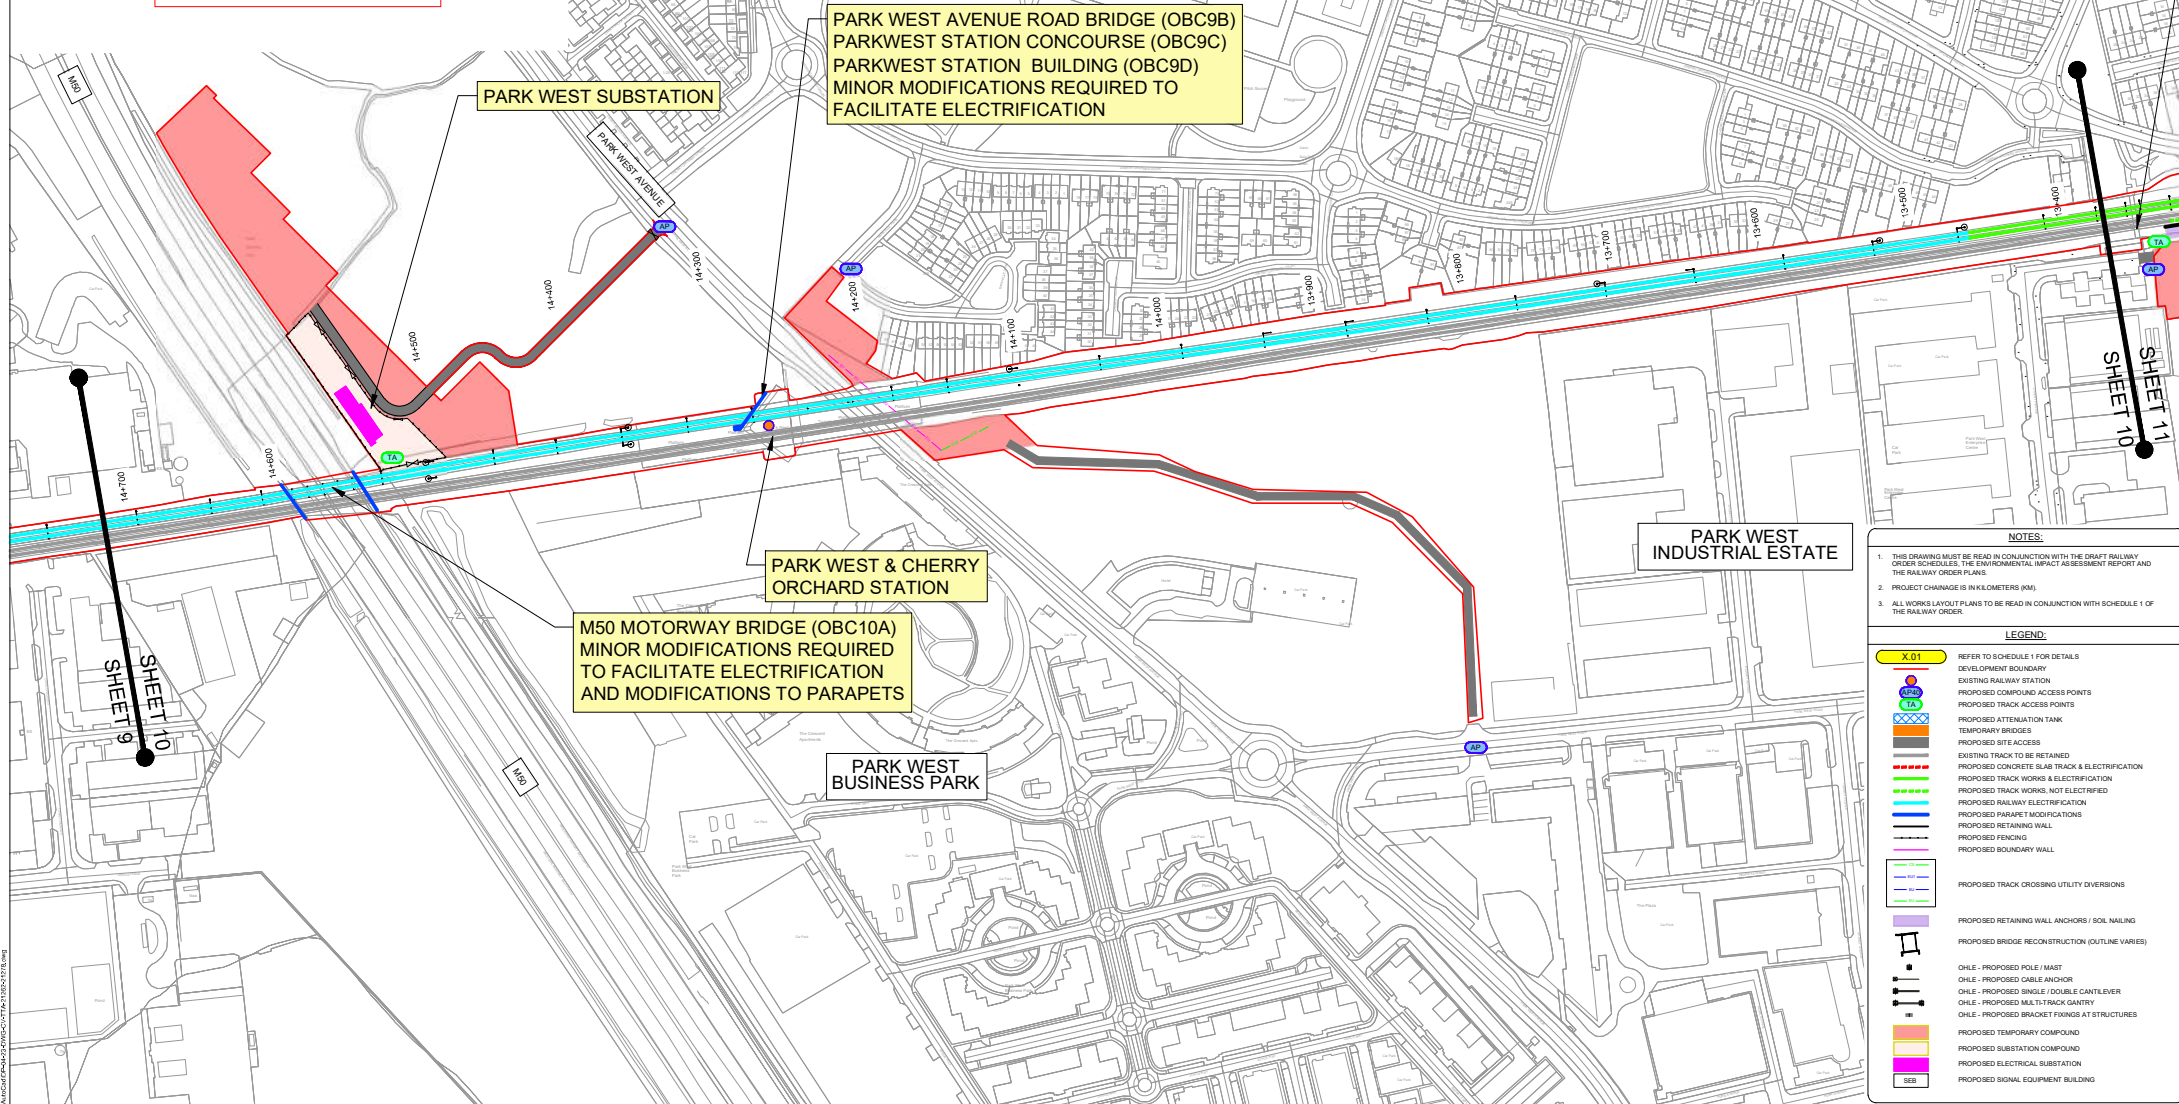 PARK WEST AVENUE ROAD BRIDGE (OBC9B)
PARKWEST STATION CONCOURSE (OBC9C)
PARKWEST STATION BUILDING (OBC9D)
MINOR MODIFICATIONS REQUIRED TO
FACILITATE ELECTRIFICATION
PARK WEST SUBSTATION
M50
PARK WEST AVENUE
AP
AP
14+700
14+600
14+500
14+400
14+300
14+200
14+100
14+000
13+900
13+800
13+700
13+600
13+500
13+400
TA
TA
AP
SHEET 11
SHEET 10
PARK WEST & CHERRY
ORCHARD STATION
M50 MOTORWAY BRIDGE (OBC10A)
MINOR MODIFICATIONS REQUIRED
TO FACILITATE ELECTRIFICATION
AND MODIFICATIONS TO PARAPETS
SHEET 10
SHEET 9
M50
PARK WEST
BUSINESS PARK
PARK WEST
INDUSTRIAL ESTATE
AP
NOTES:
1. THIS DRAWING MUST BE READ IN CONJUNCTION WITH THE DRAFT RAILWAY
ORDER SCHEDULES, THE ENVIRONMENTAL IMPACT ASSESSMENT REPORT AND
THE RAILWAY ORDER PLANS.
2. PROJECT CHAINAGE IS IN KILOMETERS (KM).
3. ALL WORKS LAYOUT PLANS TO BE READ IN CONJUNCTION WITH SCHEDULE 1 OF
THE RAILWAY ORDER.
LEGEND:
X.01 REFER TO SCHEDULE 1 FOR DETAILS
DEVELOPMENT BOUNDARY
EXISTING RAILWAY STATION
AP40 PROPOSED COMPOUND ACCESS POINTS
TA PROPOSED TRACK ACCESS POINTS
PROPOSED ATTENUATION TANK
TEMPORARY BRIDGES
PROPOSED SITE ACCESS
EXISTING TRACK TO BE RETAINED
PROPOSED CONCRETE SLAB TRACK & ELECTRIFICATION
PROPOSED TRACK WORKS & ELECTRIFICATION
PROPOSED TRACK WORKS, NOT ELECTRIFIED
PROPOSED RAILWAY ELECTRIFICATION
PROPOSED PARAPET MODIFICATIONS
PROPOSED RETAINING WALL
PROPOSED FENCING
PROPOSED BOUNDARY WALL
PROPOSED TRACK CROSSING UTILITY DIVERSIONS
PROPOSED RETAINING WALL ANCHORS / SOIL NAILING
PROPOSED BRIDGE RECONSTRUCTION (OUTLINE VARIES)
OHLE - PROPOSED POLE / MAST
OHLE - PROPOSED CABLE ANCHOR
OHLE - PROPOSED SINGLE / DOUBLE CANTILEVER
OHLE - PROPOSED MULTI-TRACK GANTRY
OHLE - PROPOSED BRACKET FIXINGS AT STRUCTURES
PROPOSED TEMPORARY COMPOUND
PROPOSED SUBSTATION COMPOUND
PROPOSED ELECTRICAL SUBSTATION
SEB PROPOSED SIGNAL EQUIPMENT BUILDING